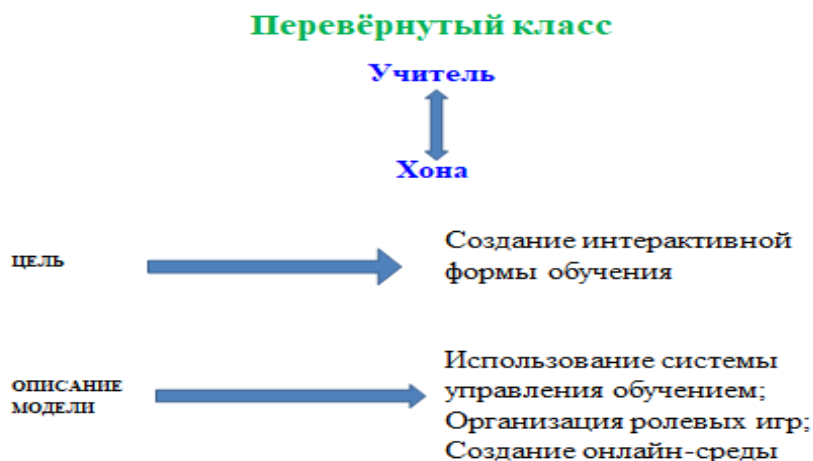 Перевёрнутый класс
Учитель
Хона
ЦЕЛЬ
Создание интерактивной
формы обучения
ОПИСАНИЕ
МОДЕЛИ
Использование системы
управления обучением;
Организация ролевых игр;
Создание онлайн-среды